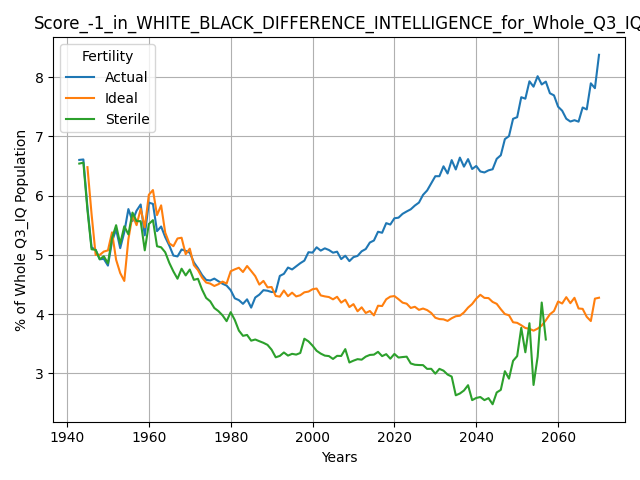 Score_-1_in_WHITE_BLACK_DIFFERENCE_INTELLIGENCE_for_Whole_Q3_IQ
Fertility
Actual
Ideal
Sterile
% of Whole Q3_IQ Population
8
7
6
5
4
3
1940 1960 1980 2000 2020 2040 2060
Years